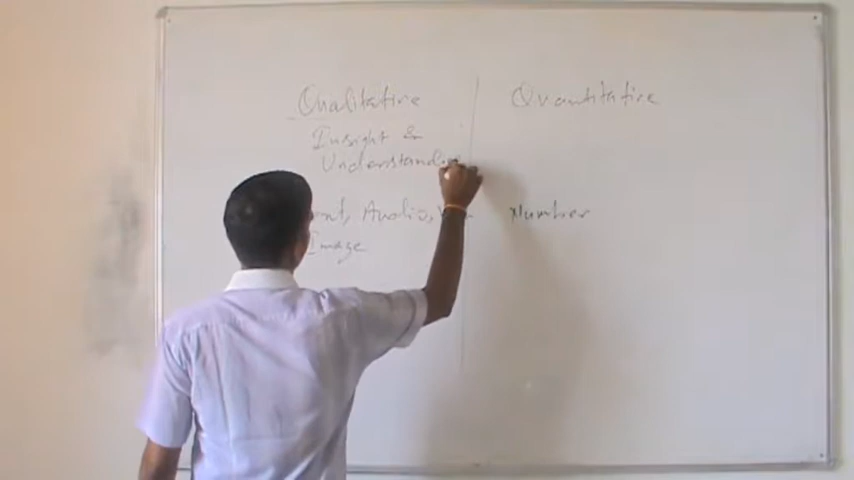 Qualitative
Insight &
Understanding
Image
Quantitative
Number